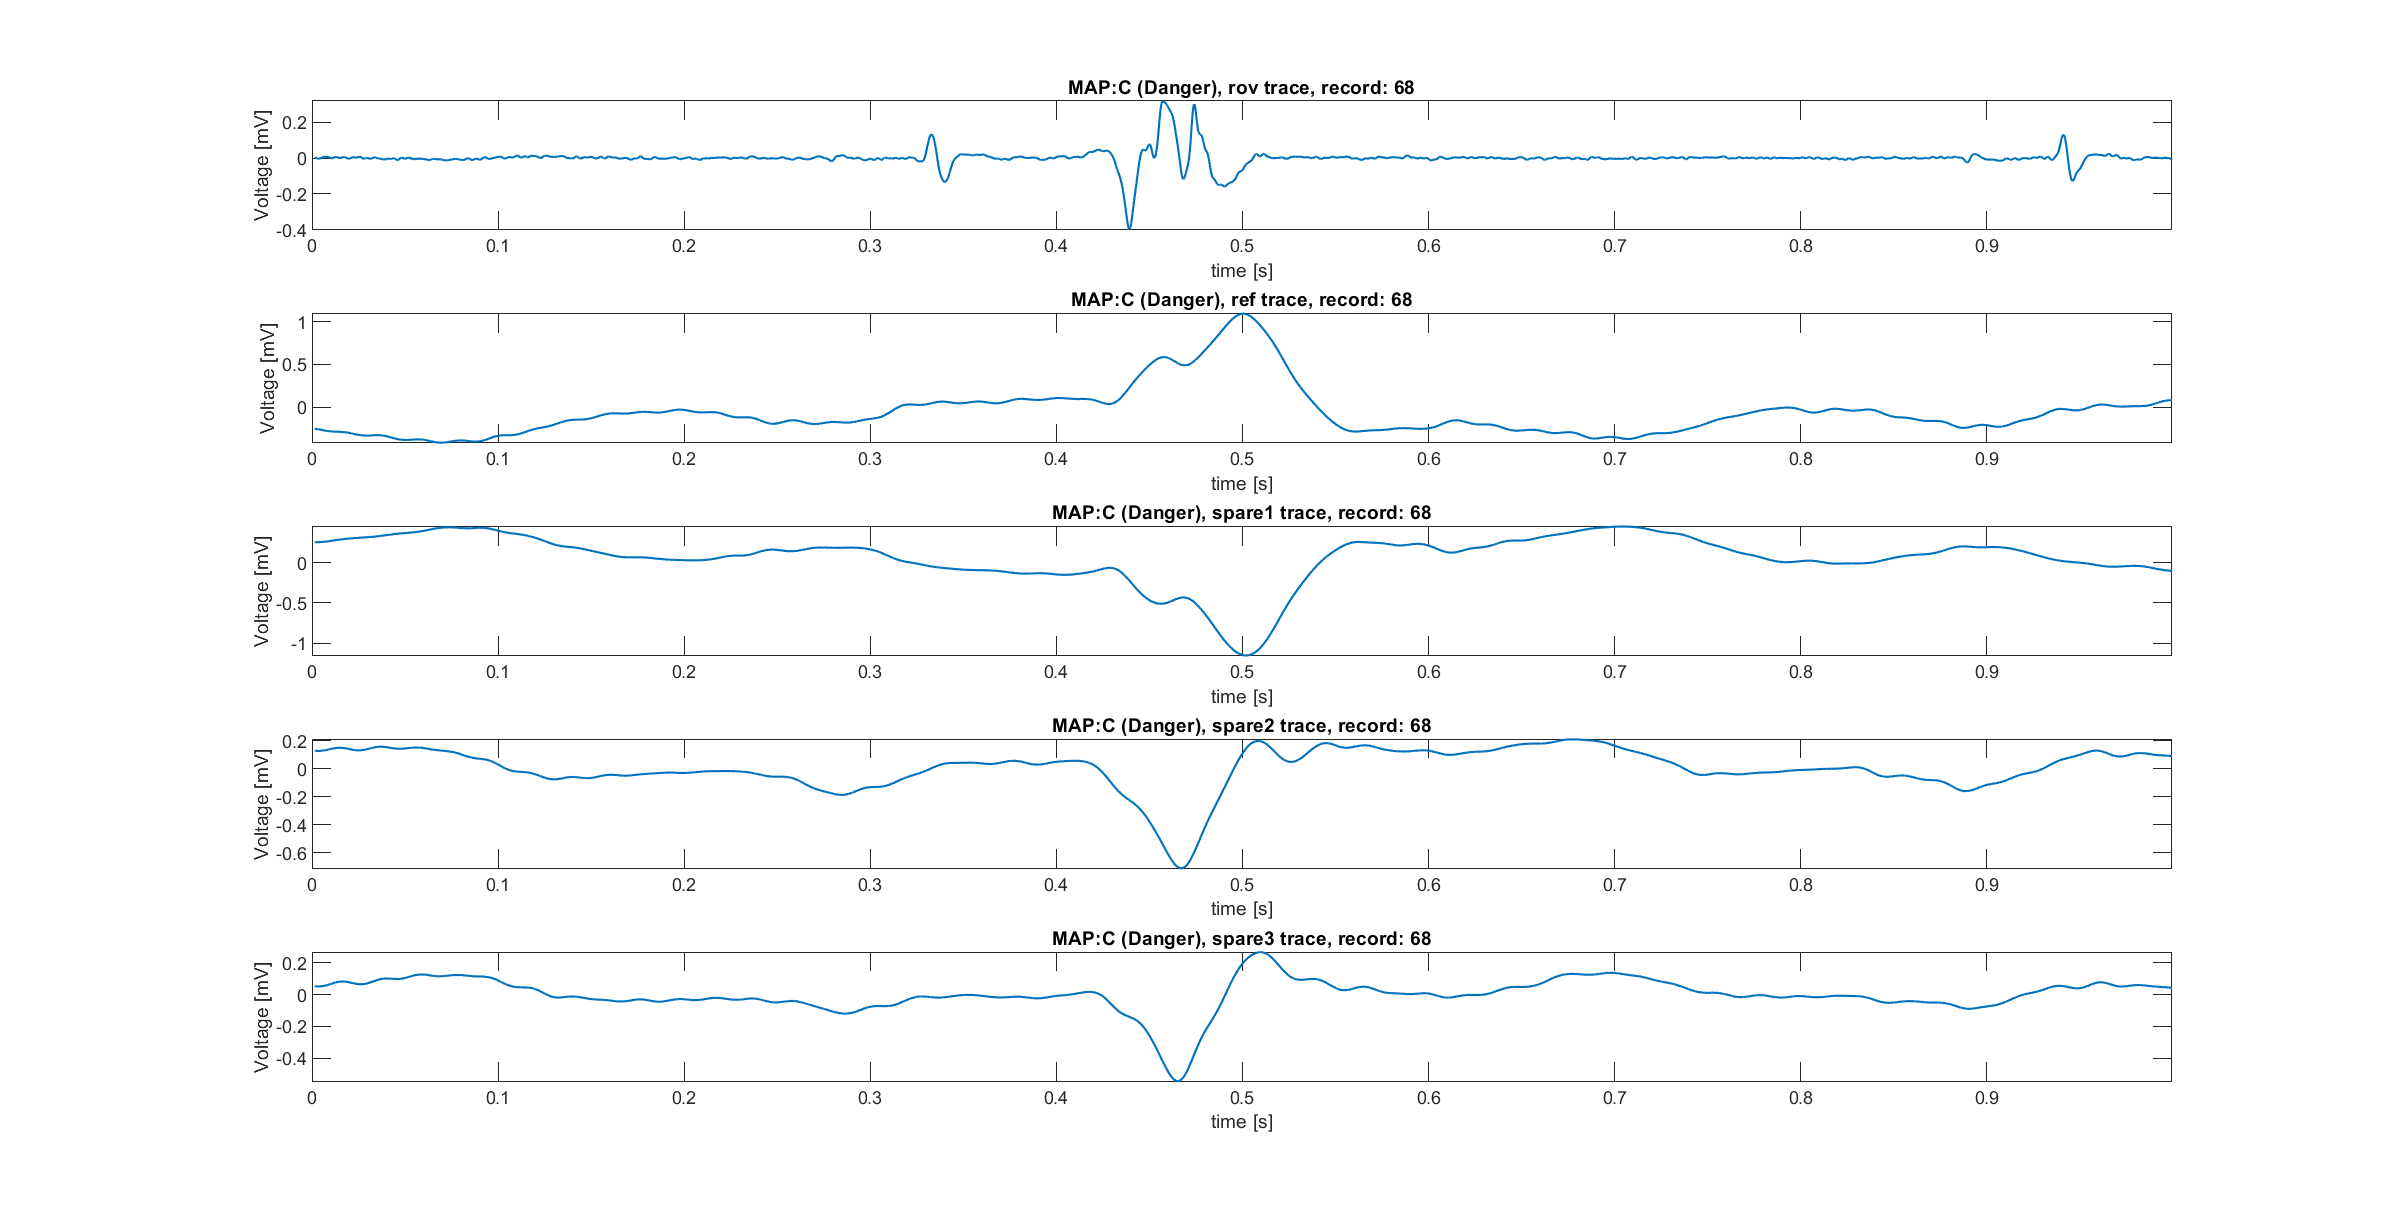 MAP:C (Danger), rov trace, record: 68
Voltage [mV]
0.2
0
-0.2
-0.4
0 0.1 0.2 0.3 0.4 0.5 0.6 0.7 0.8 0.9
time [s]
MAP:C (Danger), ref trace, record: 68
Voltage [mV]
1
0.5
0
0 0.1 0.2 0.3 0.4 0.5 0.6 0.7 0.8 0.9
time [s]
MAP:C (Danger), spare1 trace, record: 68
Voltage [mV]
0
-0.5
-1
0 0.1 0.2 0.3 0.4 0.5 0.6 0.7 0.8 0.9
time [s]
MAP:C (Danger), spare2 trace, record: 68
Voltage [mV]
0.2
0
-0.2
-0.4
-0.6
0 0.1 0.2 0.3 0.4 0.5 0.6 0.7 0.8 0.9
time [s]
MAP:C (Danger), spare3 trace, record: 68
Voltage [mV]
0.2
0
-0.2
-0.4
0 0.1 0.2 0.3 0.4 0.5 0.6 0.7 0.8 0.9
time [s]